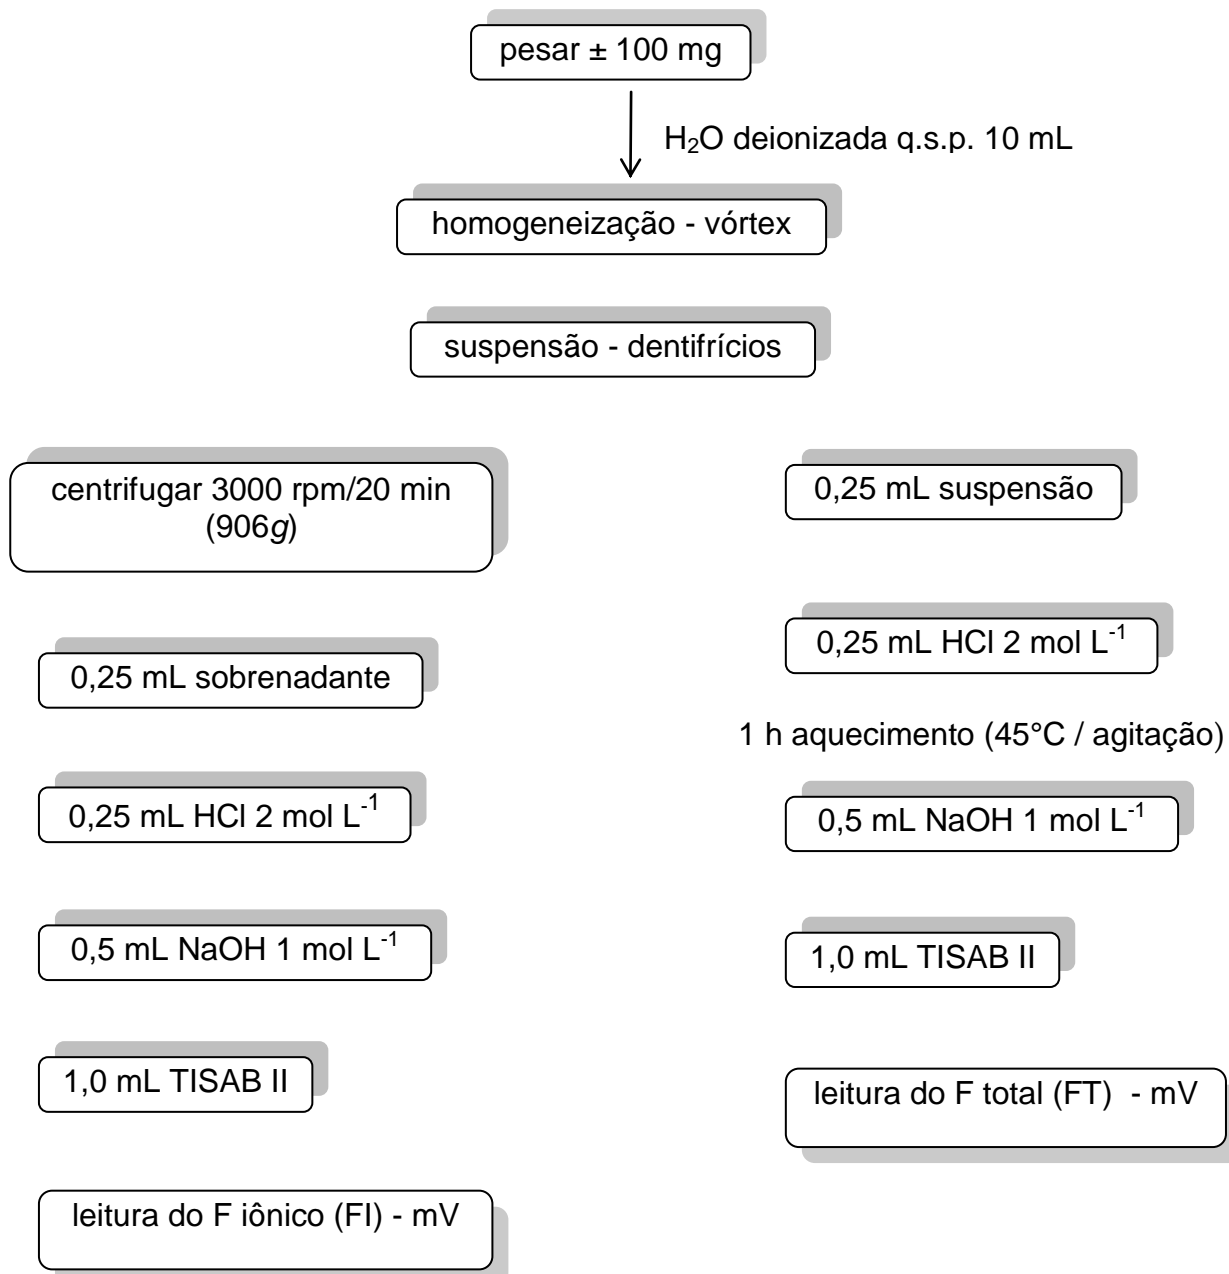 pesar ± 100 mg
H₂O deionizada q.s.p. 10 mL
homogeneização - vórtex
suspensão - dentifrícios
centrifugar 3000 rpm/20 min
(906g)
0,25 mL sobrenadante
0,25 mL HCl 2 mol L⁻¹
0,5 mL NaOH 1 mol L⁻¹
1,0 mL TISAB II
leitura do F iônico (FI) - mV
0,25 mL suspensão
0,25 mL HCl 2 mol L⁻¹
1 h aquecimento (45°C / agitação)
0,5 mL NaOH 1 mol L⁻¹
1,0 mL TISAB II
leitura do F total (FT) - mV